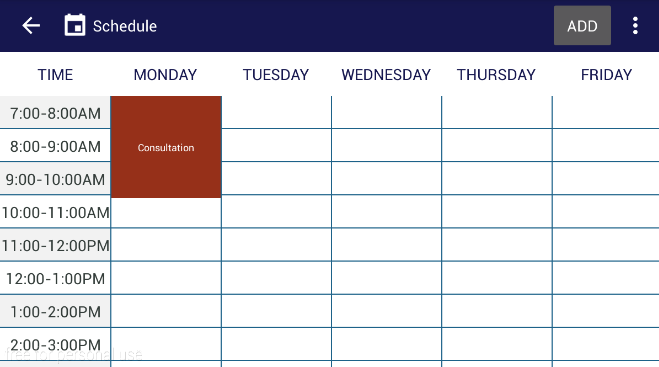 Schedule ADD
TIME MONDAY TUESDAY WEDNESDAY THURSDAY FRIDAY
7:00-8:00AM
8:00-9:00AM Consultation
9:00-10:00AM
10:00-11:00AM
11:00-12:00PM
12:00-1:00PM
1:00-2:00PM
2:00-3:00PM
free for personal use